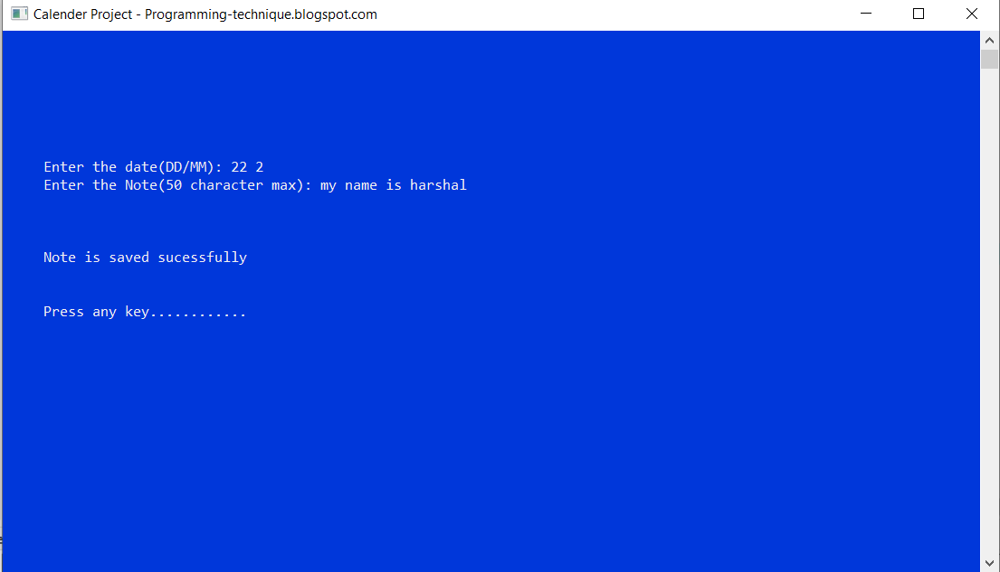 Calender Project - Programming-technique.blogspot.com
Enter the date(DD/MM): 22 2
Enter the Note(50 character max): my name is harshal
Note is saved sucessfully
Press any key............